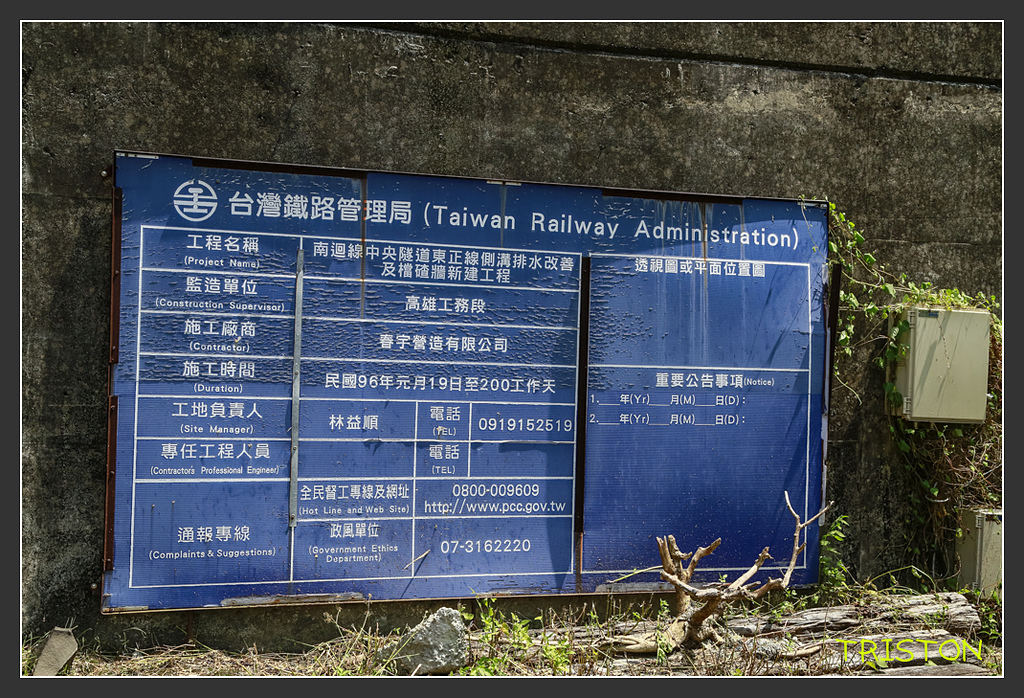 台灣鐵路管理局 (Taiwan Railway Administration)
工程名稱
(Project Name)
南迴線中央隧道東正線側溝排水改善
及檔碴牆新建工程
監造單位
(Construction Supervisor)
高雄工務段
施工廠商
(Contractor)
春宇營造有限公司
施工時間
(Duration)
民國96年元月19日至200工作天
工地負責人
(Site Manager)
林益順
電話
(TEL)
0919152519
專任工程人員
(Contractor's Professional Engineer)
電話
(TEL)
通報專線
(Complaints & Suggestions)
全民督工專線及網址
(Hot Line and Web Site)
0800-009609
http://www.pcc.gov.tw
政風單位
(Government Ethics
Department)
07-3162220
透視圖或平面位置圖
重要公告事項(Notice)
1.___年(Yr)___月(M)___日(D):
2.___年(Yr)___月(M)___日(D):
TRISTON